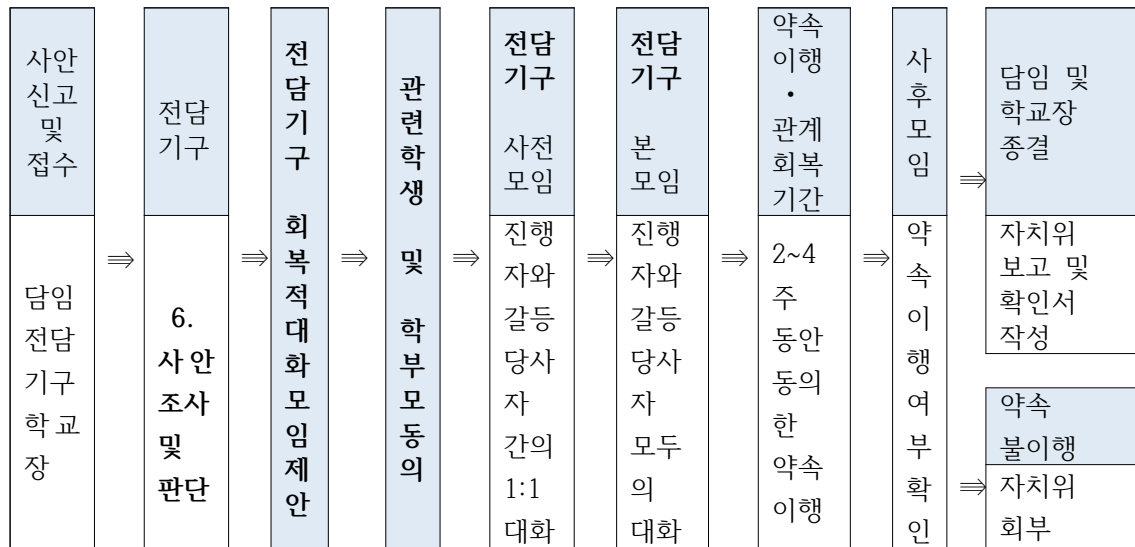 사안
신고
및
접수
담임
전담
기구
학교
장
⇒
전담
기구
6.
사안
조사
및
판단
⇒
전담기구 회복적대화모임제안
⇒
관련학생 및 학부모동의
⇒
전담
기구
사전
모임
진행
자와
갈등
당사
자
간의
1:1
대화
⇒
전담
기구
본
모임
진행
자와
갈등
당사
자
모두
의
대화
⇒
약속
이행
・
관계
회복
기간
2~4
주
동안
동의
한
약속
이행
⇒
사후모임
약속이행여부확인
⇒
담임 및
학교장
종결
자치위
보고 및
확인서
작성
⇒
약속
불이행
자치위
회부